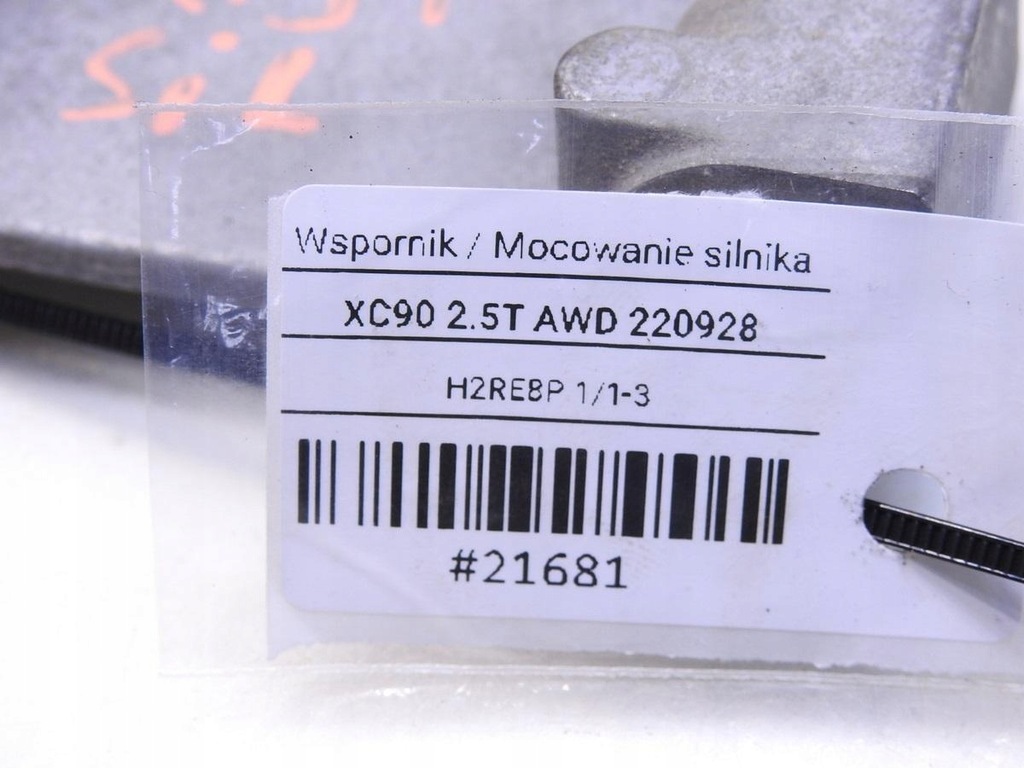 Wspornik / Mocowanie silnika
XC90 2.5T AWD 220928
H2RE8P 1/1-3
#21681